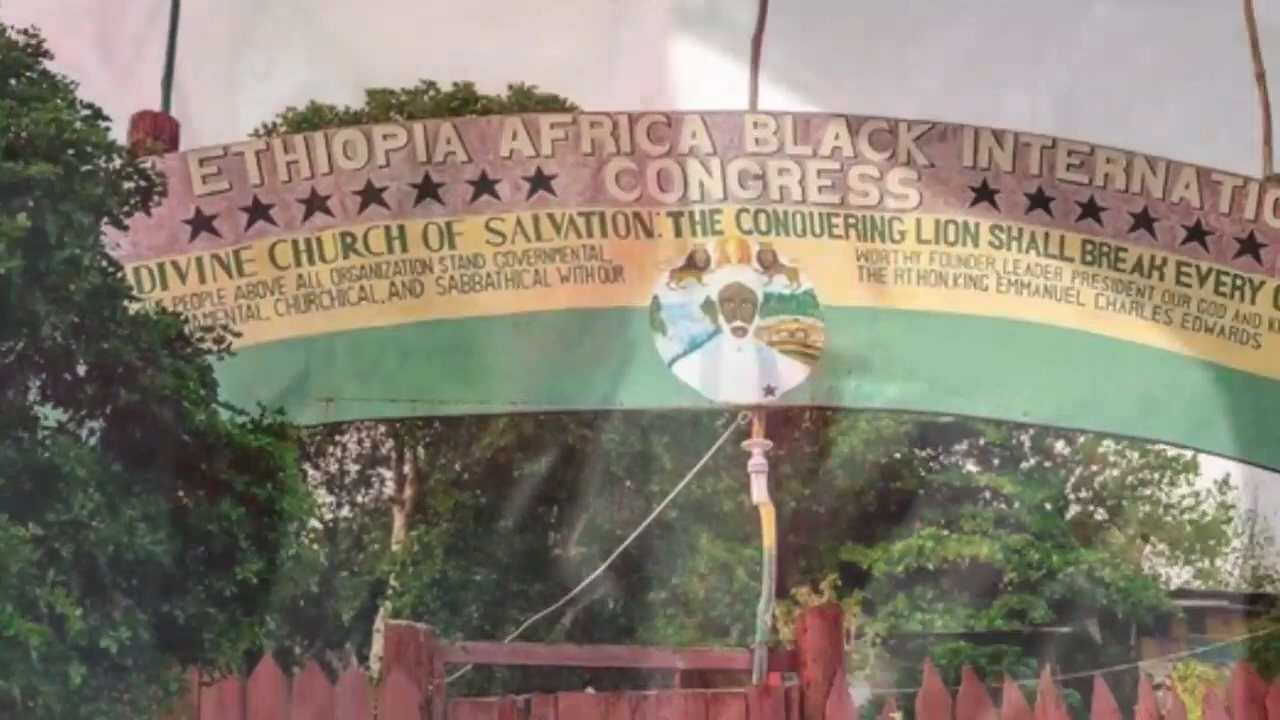 ETHIOPIA AFRICA BLACK INTERNATIO
CONGRESS
DIVINE CHURCH OF SALVATION: THE CONQUERING LION SHALL BREAK EVERY
PEOPLE ABOVE ALL ORGANIZATION STAND GOVERNMENTAL,
AMENTAL, CHURCHICAL, AND SABBATHICAL WITH OUR
WORTHY FOUNDER, LEADER PRESIDENT OUR GOD AND
THE RT HON. KING EMMANUEL CHARLES EDWARDS